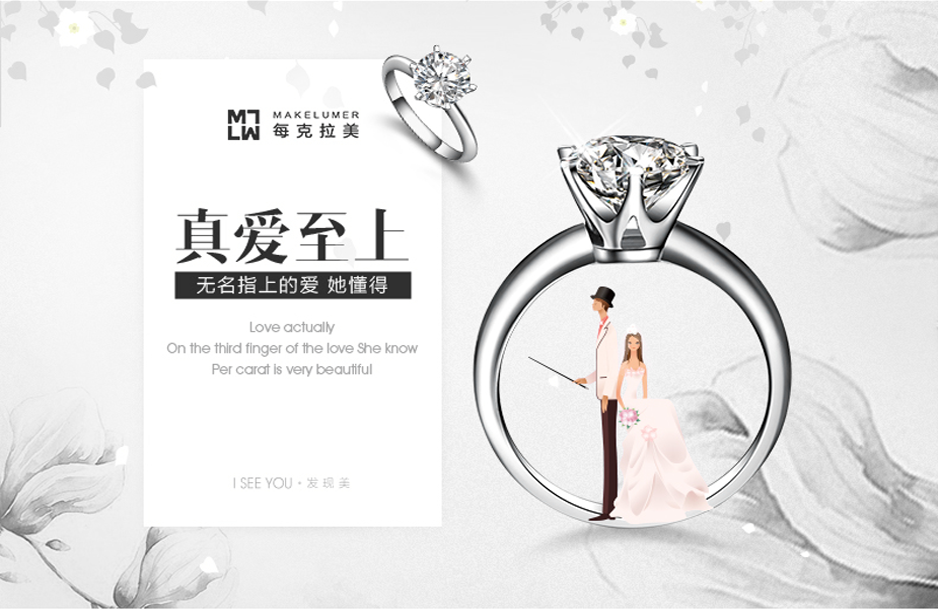 MAKELUMER
每克拉美
真爱至上
无名指上的爱 她懂得
Love actually
On the third finger of the love She know
Per carat is very beautiful
I SEE YOU • 发现美